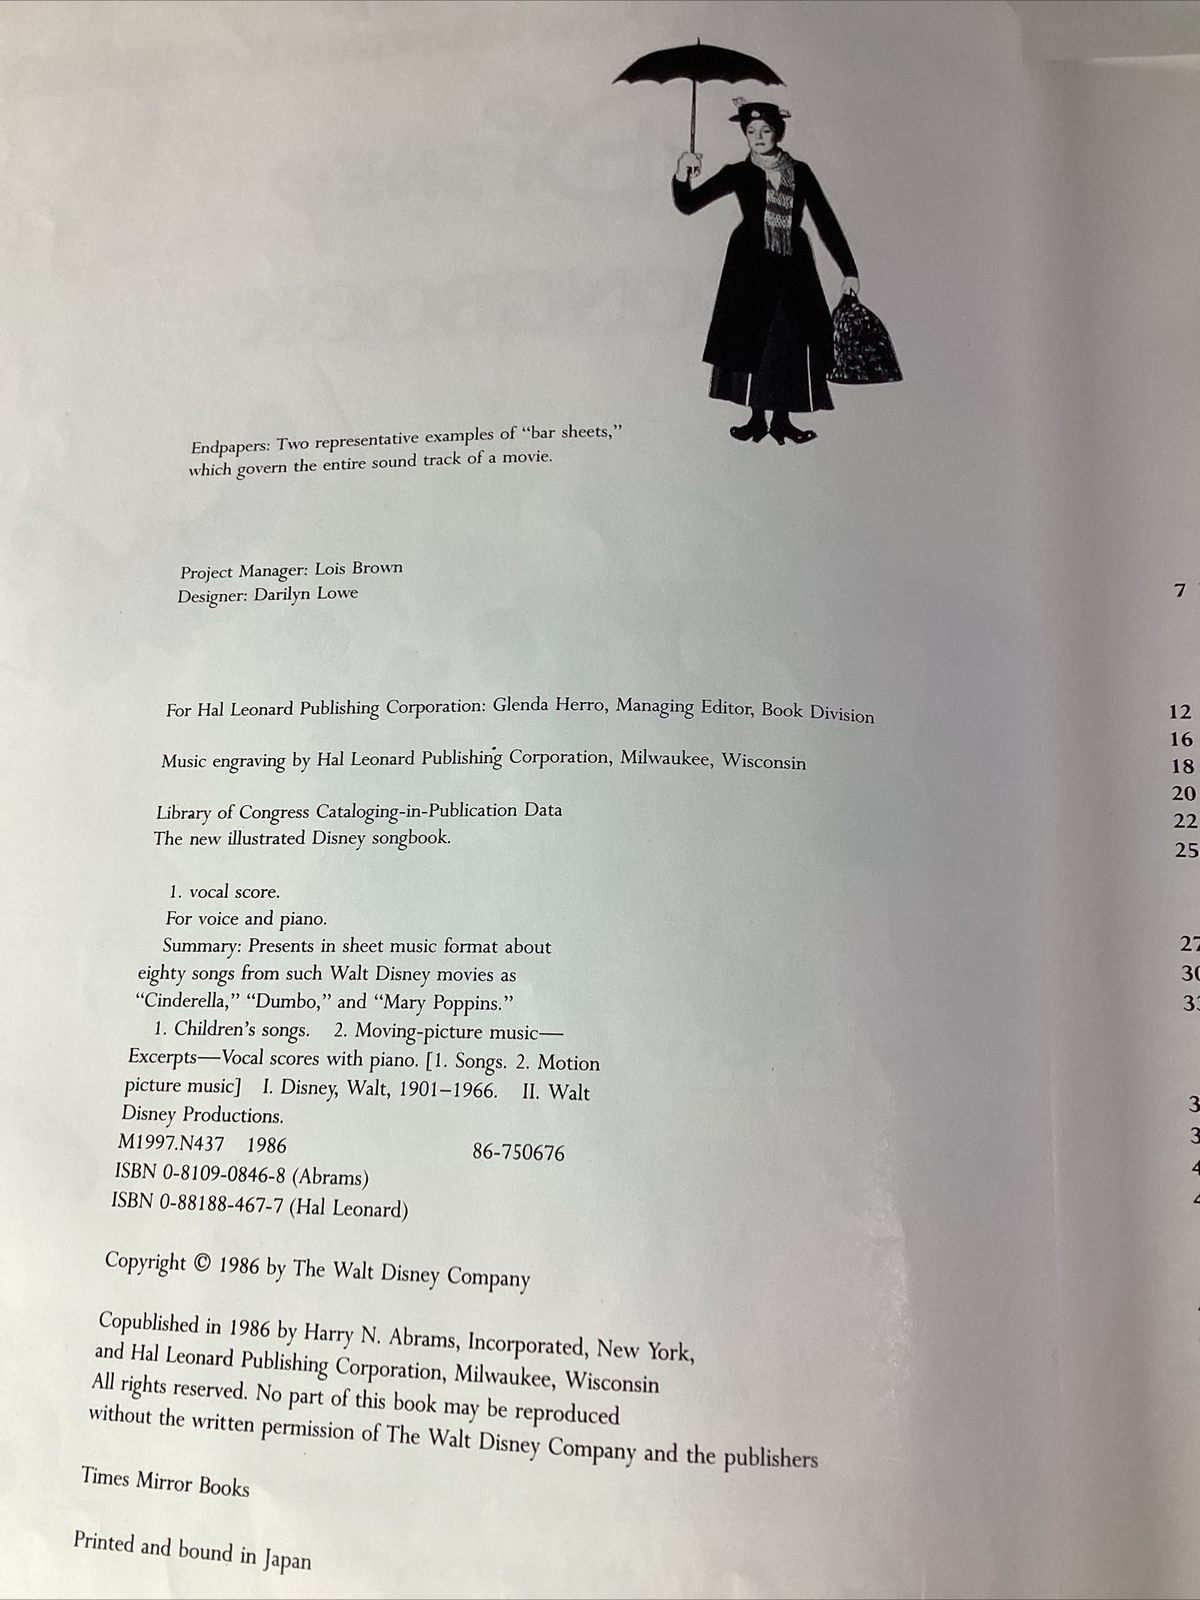 Endpapers: Two representative examples of “bar sheets,”
which govern the entire sound track of a movie.
Project Manager: Lois Brown
Designer: Darilyn Lowe
For Hal Leonard Publishing Corporation: Glenda Herro, Managing Editor, Book Division
Music engraving by Hal Leonard Publishing Corporation, Milwaukee, Wisconsin
Library of Congress Cataloging-in-Publication Data
The new illustrated Disney songbook.
1. vocal score.
For voice and piano.
Summary: Presents in sheet music format about
eighty songs from such Walt Disney movies as
“Cinderella,” “Dumbo,” and “Mary Poppins.”
1. Children’s songs. 2. Moving-picture music—
Excerpts—Vocal scores with piano. [1. Songs. 2. Motion
picture music] I. Disney, Walt, 1901–1966. II. Walt
Disney Productions.
M1997.N437 1986 86-750676
ISBN 0-8109-0846-8 (Abrams)
ISBN 0-88188-467-7 (Hal Leonard)
Copyright © 1986 by The Walt Disney Company
Copublished in 1986 by Harry N. Abrams, Incorporated, New York,
and Hal Leonard Publishing Corporation, Milwaukee, Wisconsin
All rights reserved. No part of this book may be reproduced
without the written permission of The Walt Disney Company and the publishers
Times Mirror Books
Printed and bound in Japan
7
12
16
18
20
22
25
27
30
33